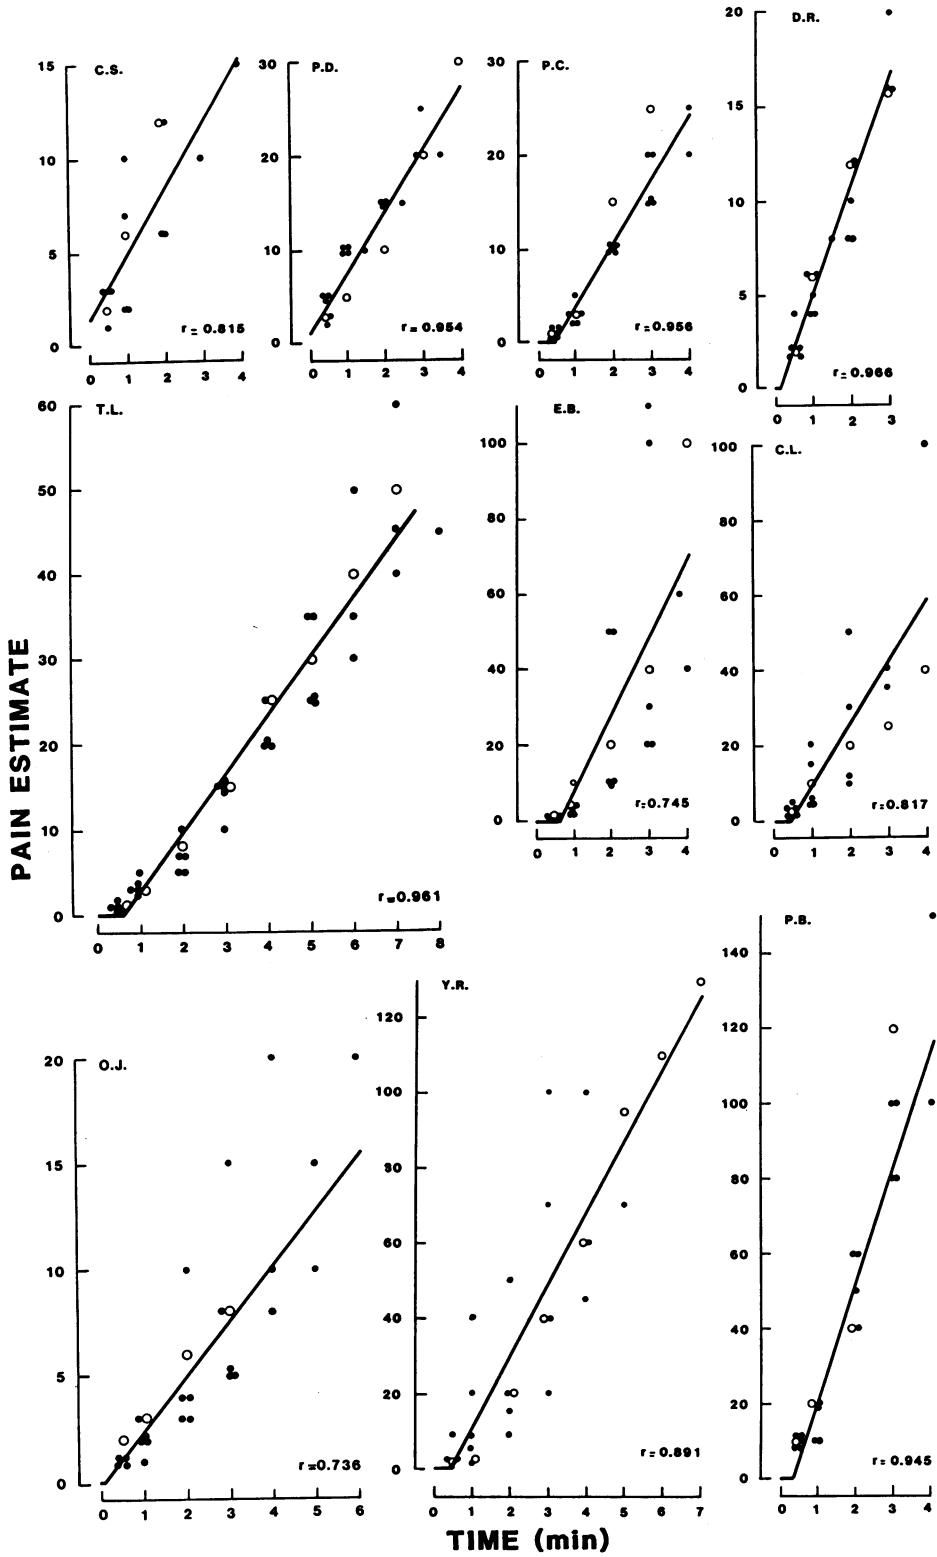 C.S.
15
10
5
0
r = 0.815
0 1 2 3 4
P.D.
30
20
10
0
r = 0.954
0 1 2 3 4
P.C.
30
20
10
0
r = 0.956
0 1 2 3 4
D.R.
20
15
10
5
0
r = 0.966
0 1 2 3
T.L.
60
50
40
30
20
10
0
r = 0.961
0 1 2 3 4 5 6 7 8
E.B.
100
80
60
40
20
0
r = 0.745
0 1 2 3 4
C.L.
100
80
60
40
20
0
r = 0.817
0 1 2 3 4
PAIN ESTIMATE
O.J.
20
15
10
5
0
r = 0.736
0 1 2 3 4 5 6
Y.R.
120
100
80
60
40
20
0
r = 0.891
0 1 2 3 4 5 6 7
P.B.
140
120
100
80
60
40
20
0
r = 0.945
0 1 2 3 4
TIME (min)